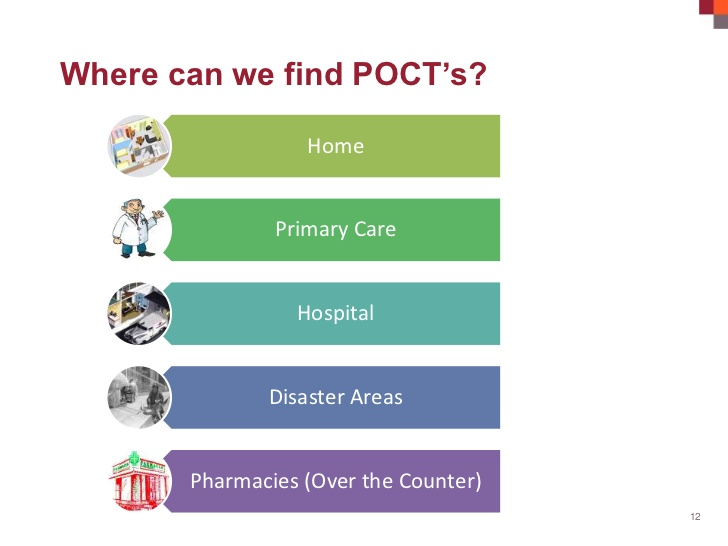 Where can we find POCT’s?
Home
Primary Care
Hospital
Disaster Areas
Pharmacies (Over the Counter)
12